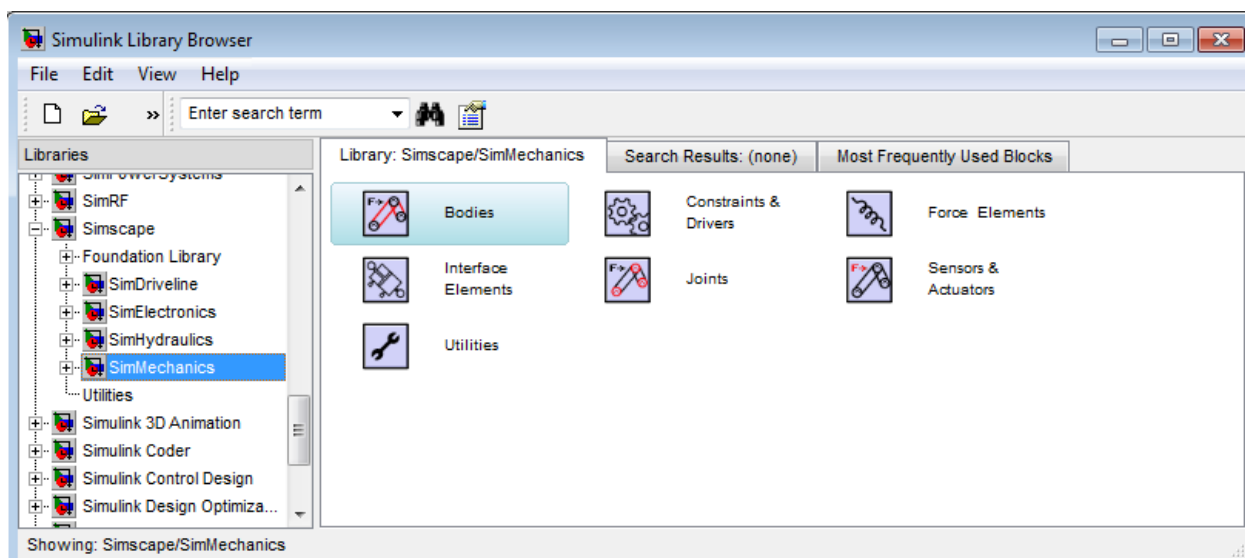 Simulink Library Browser
File Edit View Help
» Enter search term
Libraries
Library: Simscape/SimMechanics Search Results: (none) Most Frequently Used Blocks
SimPowerSystems
SimRF
Simscape
Foundation Library
SimDriveline
SimElectronics
SimHydraulics
SimMechanics
Utilities
Simulink 3D Animation
Simulink Coder
Simulink Control Design
Simulink Design Optimiza...
Bodies
Constraints &
Drivers
Force Elements
Interface
Elements
Joints
Sensors &
Actuators
Utilities
Showing: Simscape/SimMechanics